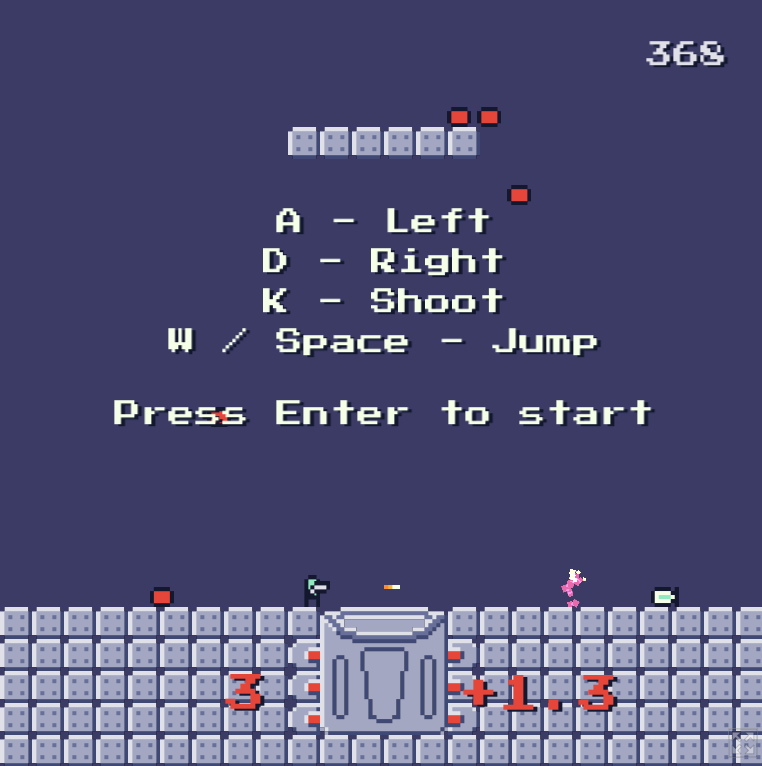 368
A - Left
D - Right
K - Shoot
W / Space - Jump
Press Enter to start
3 +1.3